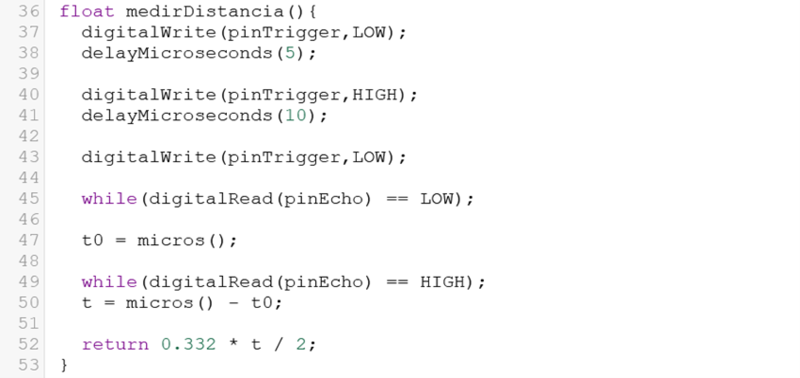 36 float medirDistancia(){
37 digitalWrite(pinTrigger,LOW);
38 delayMicroseconds(5);
39
40 digitalWrite(pinTrigger,HIGH);
41 delayMicroseconds(10);
42
43 digitalWrite(pinTrigger,LOW);
44
45 while(digitalRead(pinEcho) == LOW);
46
47 t0 = micros();
48
49 while(digitalRead(pinEcho) == HIGH);
50 t = micros() - t0;
51
52 return 0.332 * t / 2;
53 }